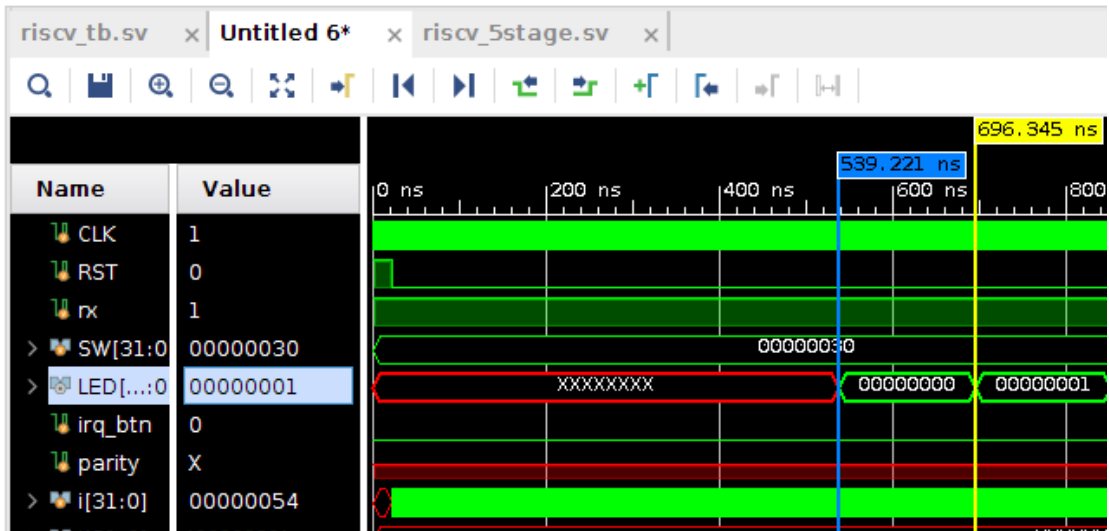 riscv_tb.sv × Untitled 6* × riscv_5stage.sv ×
696.345 ns
539.221 ns
Name Value 0 ns 200 ns 400 ns 600 ns 800
CLK 1
RST 0
rx 1
> SW[31:0 00000030 00000030
> LED[...:0 00000001 XXXXXXXX 00000000 00000001
irq_btn 0
parity X
> i[31:0] 00000054